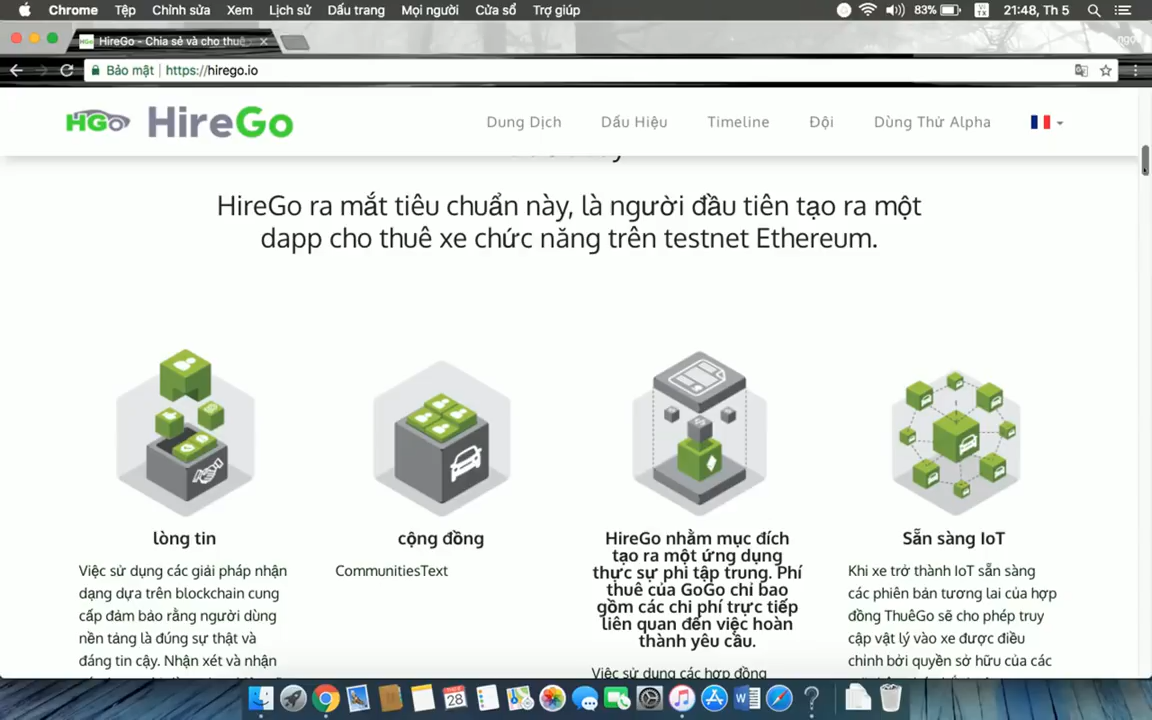 Chrome Tệp Chỉnh sửa Xem Lịch sử Dấu trang Mọi người Cửa sổ Trợ giúp 83% 21:48, Th 5
HireGo - Chia sẻ và cho thuê
Bảo mật https://hirego.io
HGo HireGo Dung Dịch Dấu Hiệu Timeline Đội Dùng Thử Alpha
HireGo ra mắt tiêu chuẩn này, là người đầu tiên tạo ra một
dapp cho thuê xe chức năng trên testnet Ethereum.
lòng tin
Việc sử dụng các giải pháp nhận
dạng dựa trên blockchain cung
cấp đảm bảo rằng người dùng
nền tảng là đúng sự thật và
đáng tin cậy. Nhận xét và nhận
cộng đồng
CommunitiesText
HireGo nhằm mục đích
tạo ra một ứng dụng
thực sự phi tập trung. Phí
thuê của GoGo chỉ bao
gồm các chi phí trực tiếp
liên quan đến việc hoàn
thành yêu cầu.
Việc sử dụng các hợp đồng
Sẵn sàng IoT
Khi xe trở thành IoT sẵn sàng
các phiên bản tương lai của hợp
đồng ThuêGo sẽ cho phép truy
cập vật lý vào xe được điều
chỉnh bởi quyền sở hữu của các
28